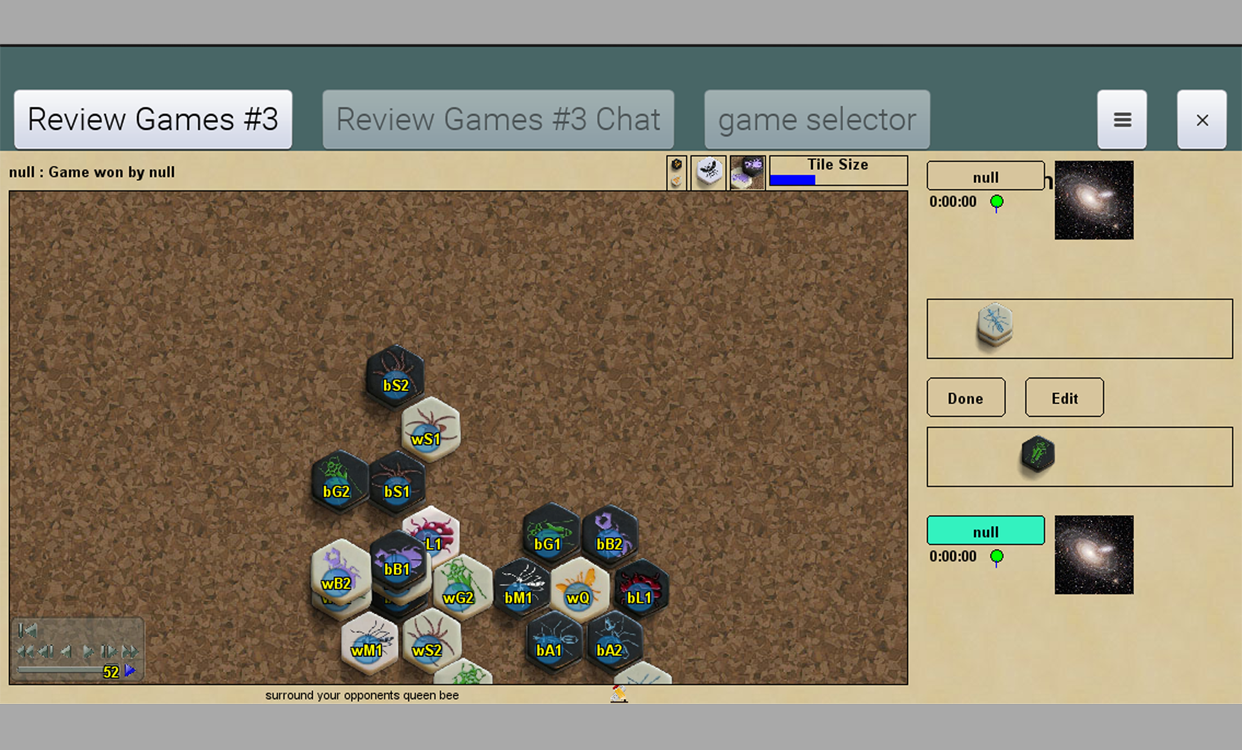 Review Games #3
Review Games #3 Chat
game selector
null : Game won by null
Tile Size
null
0:00:00
bS2
wS1
Done
Edit
bG2
bS1
L1
bG1
bB2
bB1
wB2
wG2
bM1
wQ
bL1
null
0:00:00
wM1
wS2
bA1
bA2
52
surround your opponents queen bee